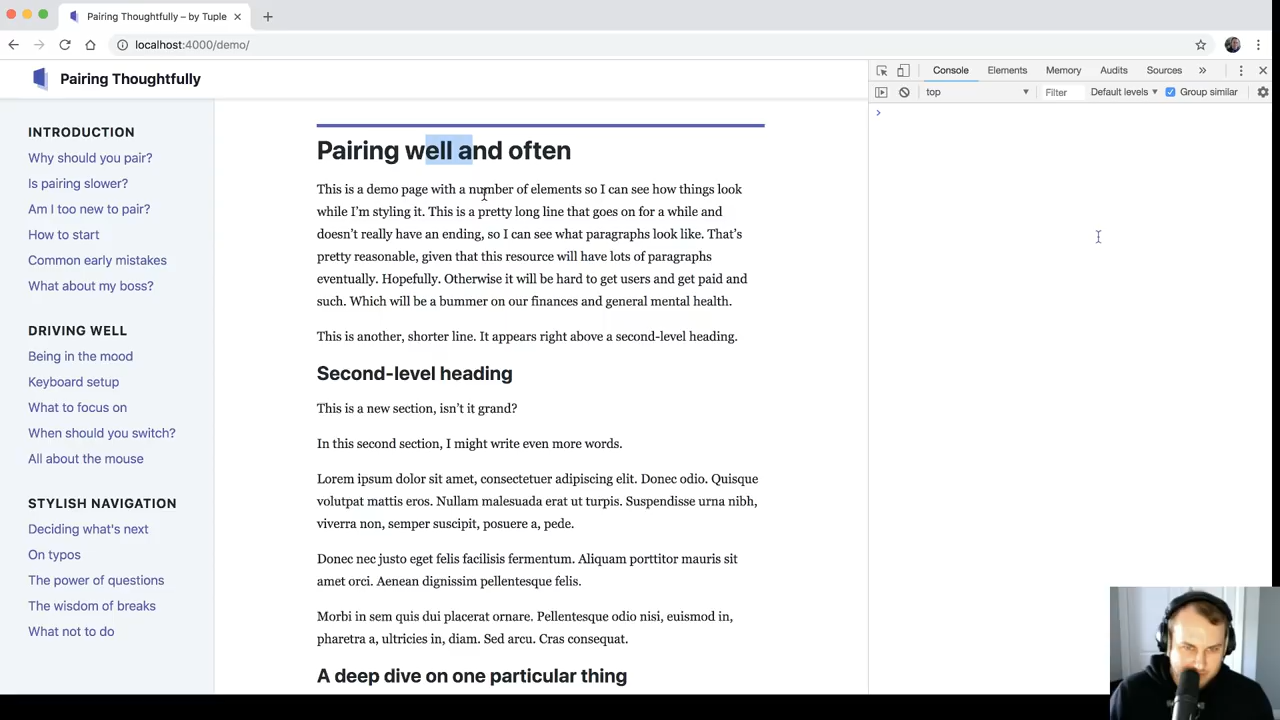 Pairing Thoughtfully – by Tuple
localhost:4000/demo/
Pairing Thoughtfully
INTRODUCTION
Why should you pair?
Is pairing slower?
Am I too new to pair?
How to start
Common early mistakes
What about my boss?
DRIVING WELL
Being in the mood
Keyboard setup
What to focus on
When should you switch?
All about the mouse
STYLISH NAVIGATION
Deciding what's next
On typos
The power of questions
The wisdom of breaks
What not to do
Pairing well and often
This is a demo page with a number of elements so I can see how things look
while I’m styling it. This is a pretty long line that goes on for a while and
doesn’t really have an ending, so I can see what paragraphs look like. That’s
pretty reasonable, given that this resource will have lots of paragraphs
eventually. Hopefully. Otherwise it will be hard to get users and get paid and
such. Which will be a bummer on our finances and general mental health.
This is another, shorter line. It appears right above a second-level heading.
Second-level heading
This is a new section, isn’t it grand?
In this second section, I might write even more words.
Lorem ipsum dolor sit amet, consectetuer adipiscing elit. Donec odio. Quisque
volutpat mattis eros. Nullam malesuada erat ut turpis. Suspendisse urna nibh,
viverra non, semper suscipit, posuere a, pede.
Donec nec justo eget felis facilisis fermentum. Aliquam porttitor mauris sit
amet orci. Aenean dignissim pellentesque felis.
Morbi in sem quis dui placerat ornare. Pellentesque odio nisi, euismod in,
pharetra a, ultricies in, diam. Sed arcu. Cras consequat.
A deep dive on one particular thing
Console Elements Memory Audits Sources
top Filter Default levels Group similar